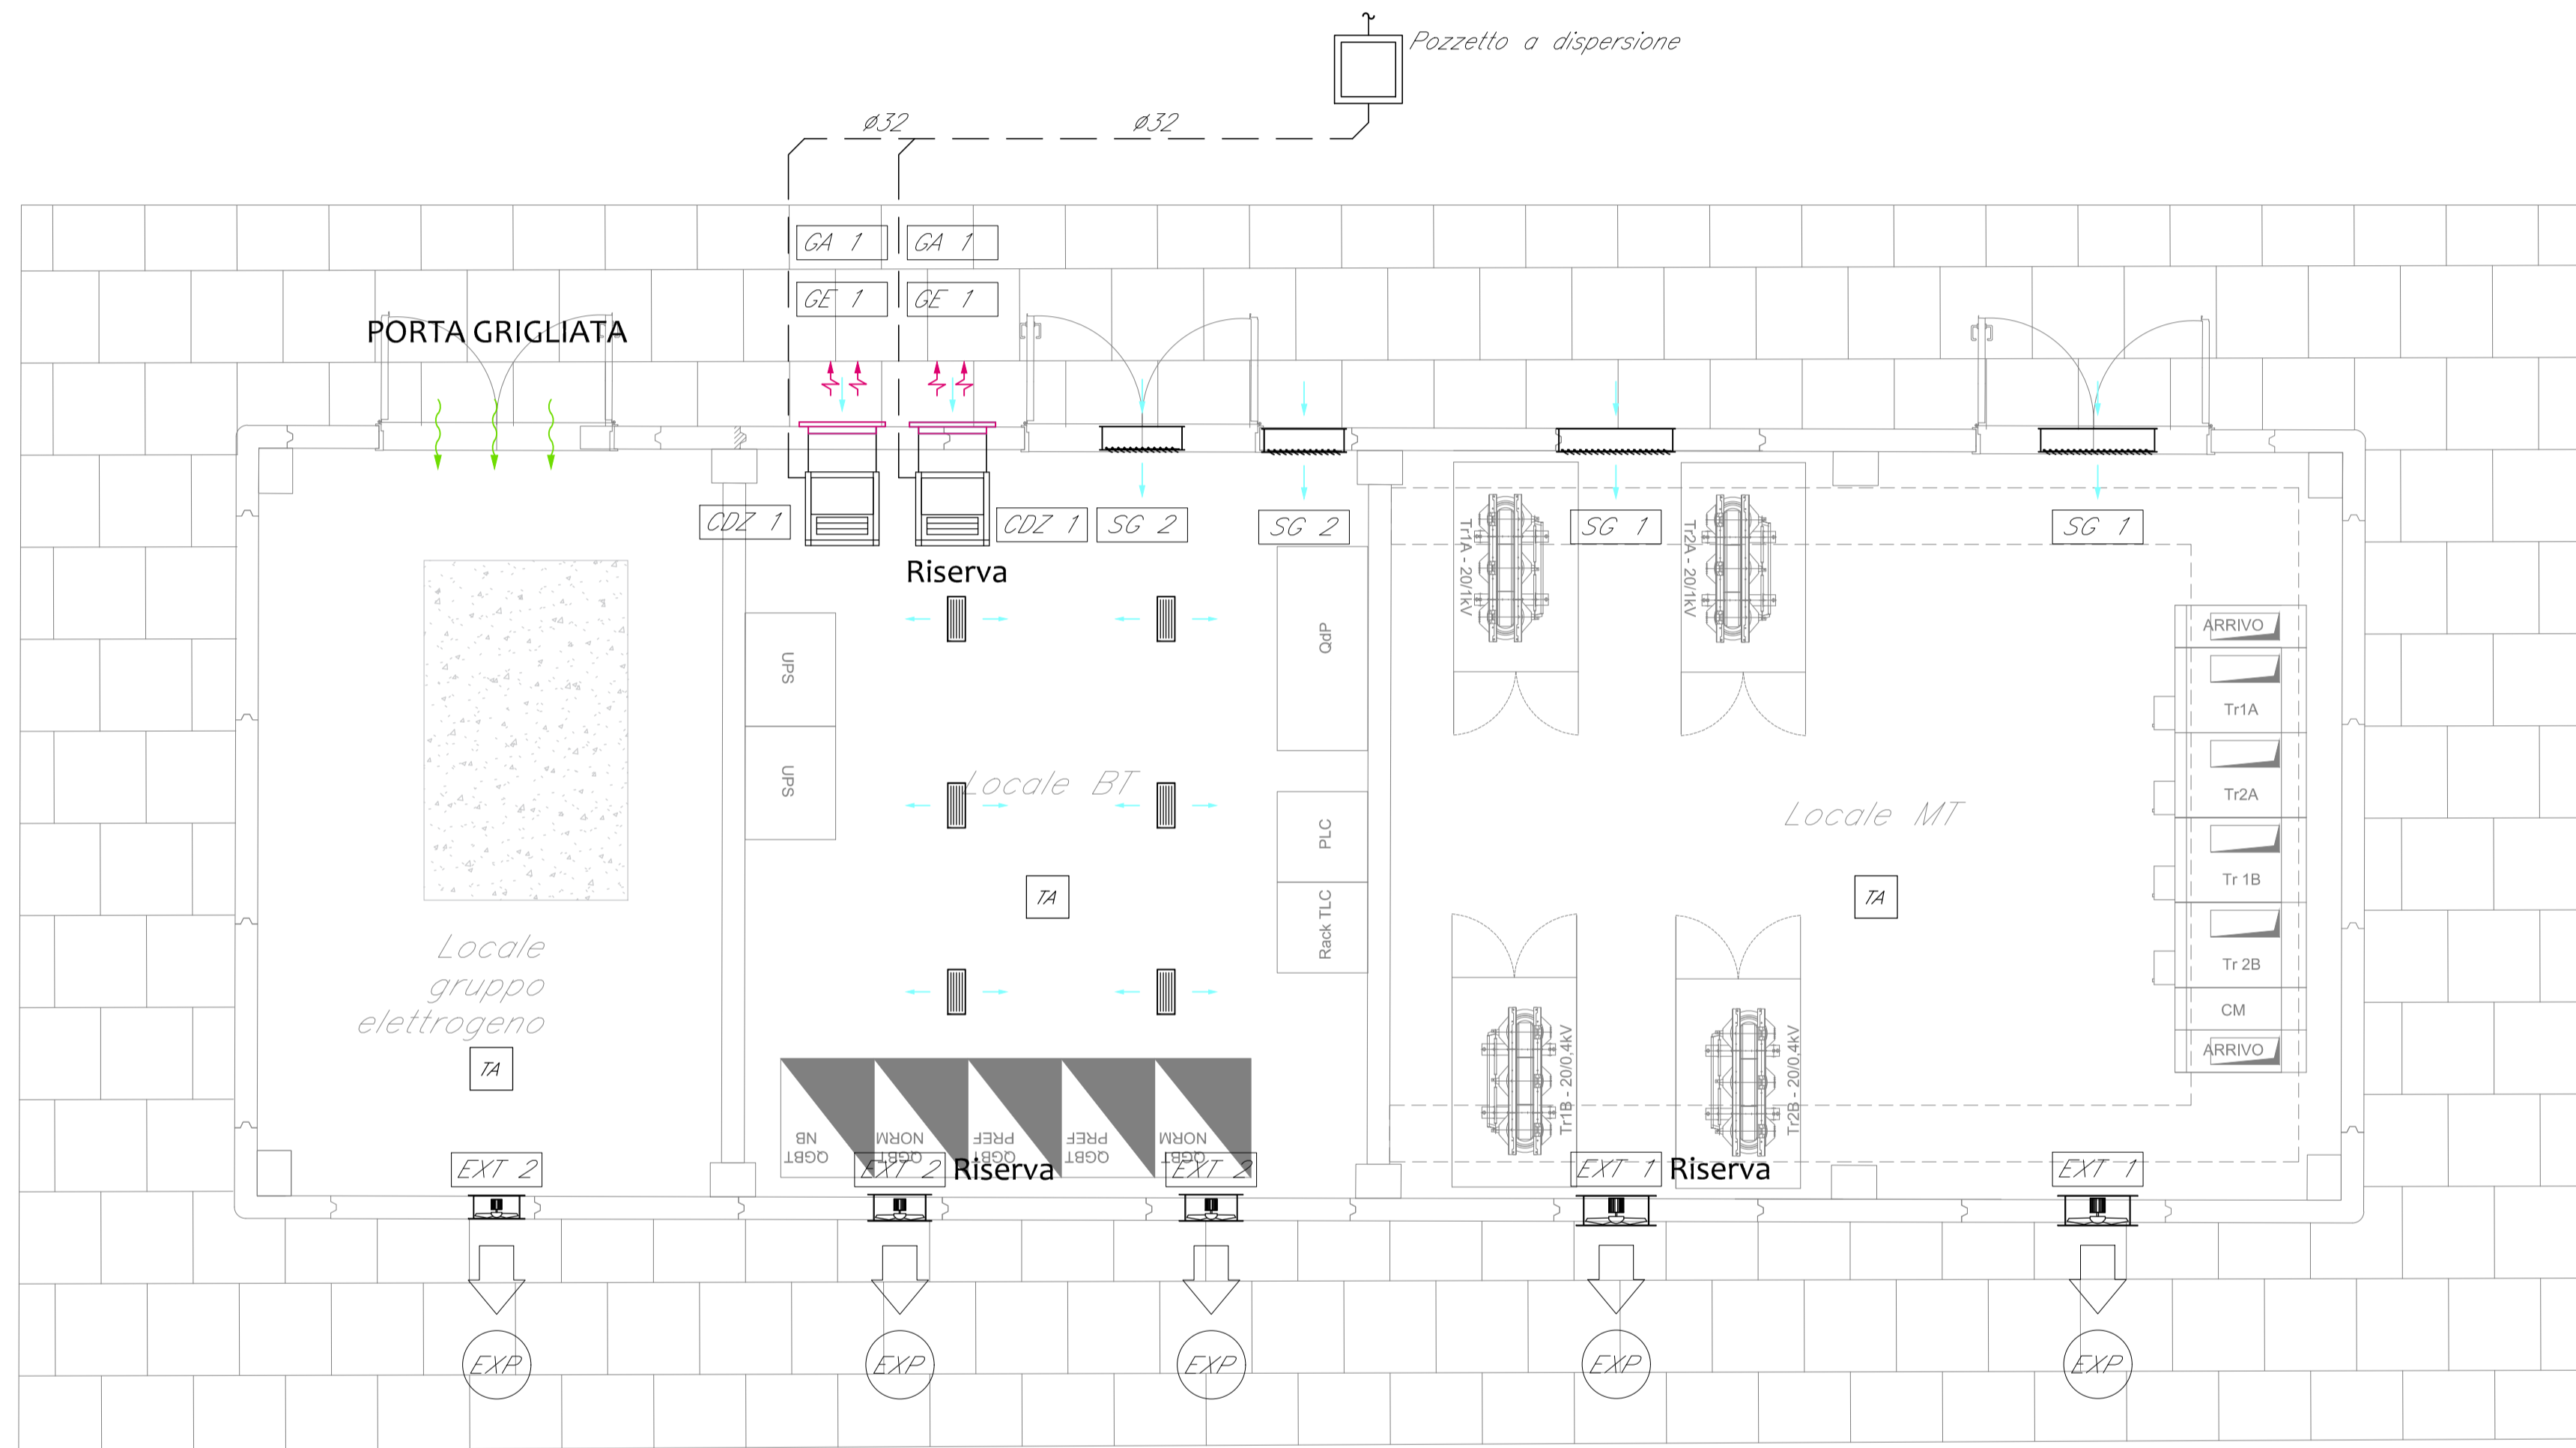 Pozzetto a dispersione
ø32
ø32
GA 1
GA 1
GE 1
GE 1
PORTA GRIGLIATA
CDZ 1
CDZ 1
SG 2
SG 2
SG 1
SG 1
Riserva
Tr1A - 20/1kV
Tr2A - 20/1kV
UPS
UPS
QdP
PLC
Rack TLC
Locale BT
Locale MT
ARRIVO
Tr1A
Tr2A
Tr 1B
Tr 2B
CM
ARRIVO
TA
TA
Locale
gruppo
elettrogeno
TA
Tr1B - 20/0,4kV
Tr2B - 20/0,4kV
QGBT
NB
QGBT
NORM
QGBT
PREF
QGBT
PREF
QGBT
NORM
EXT 2
EXT 2
Riserva
EXT 2
EXT 1
Riserva
EXT 1
EXP
EXP
EXP
EXP
EXP